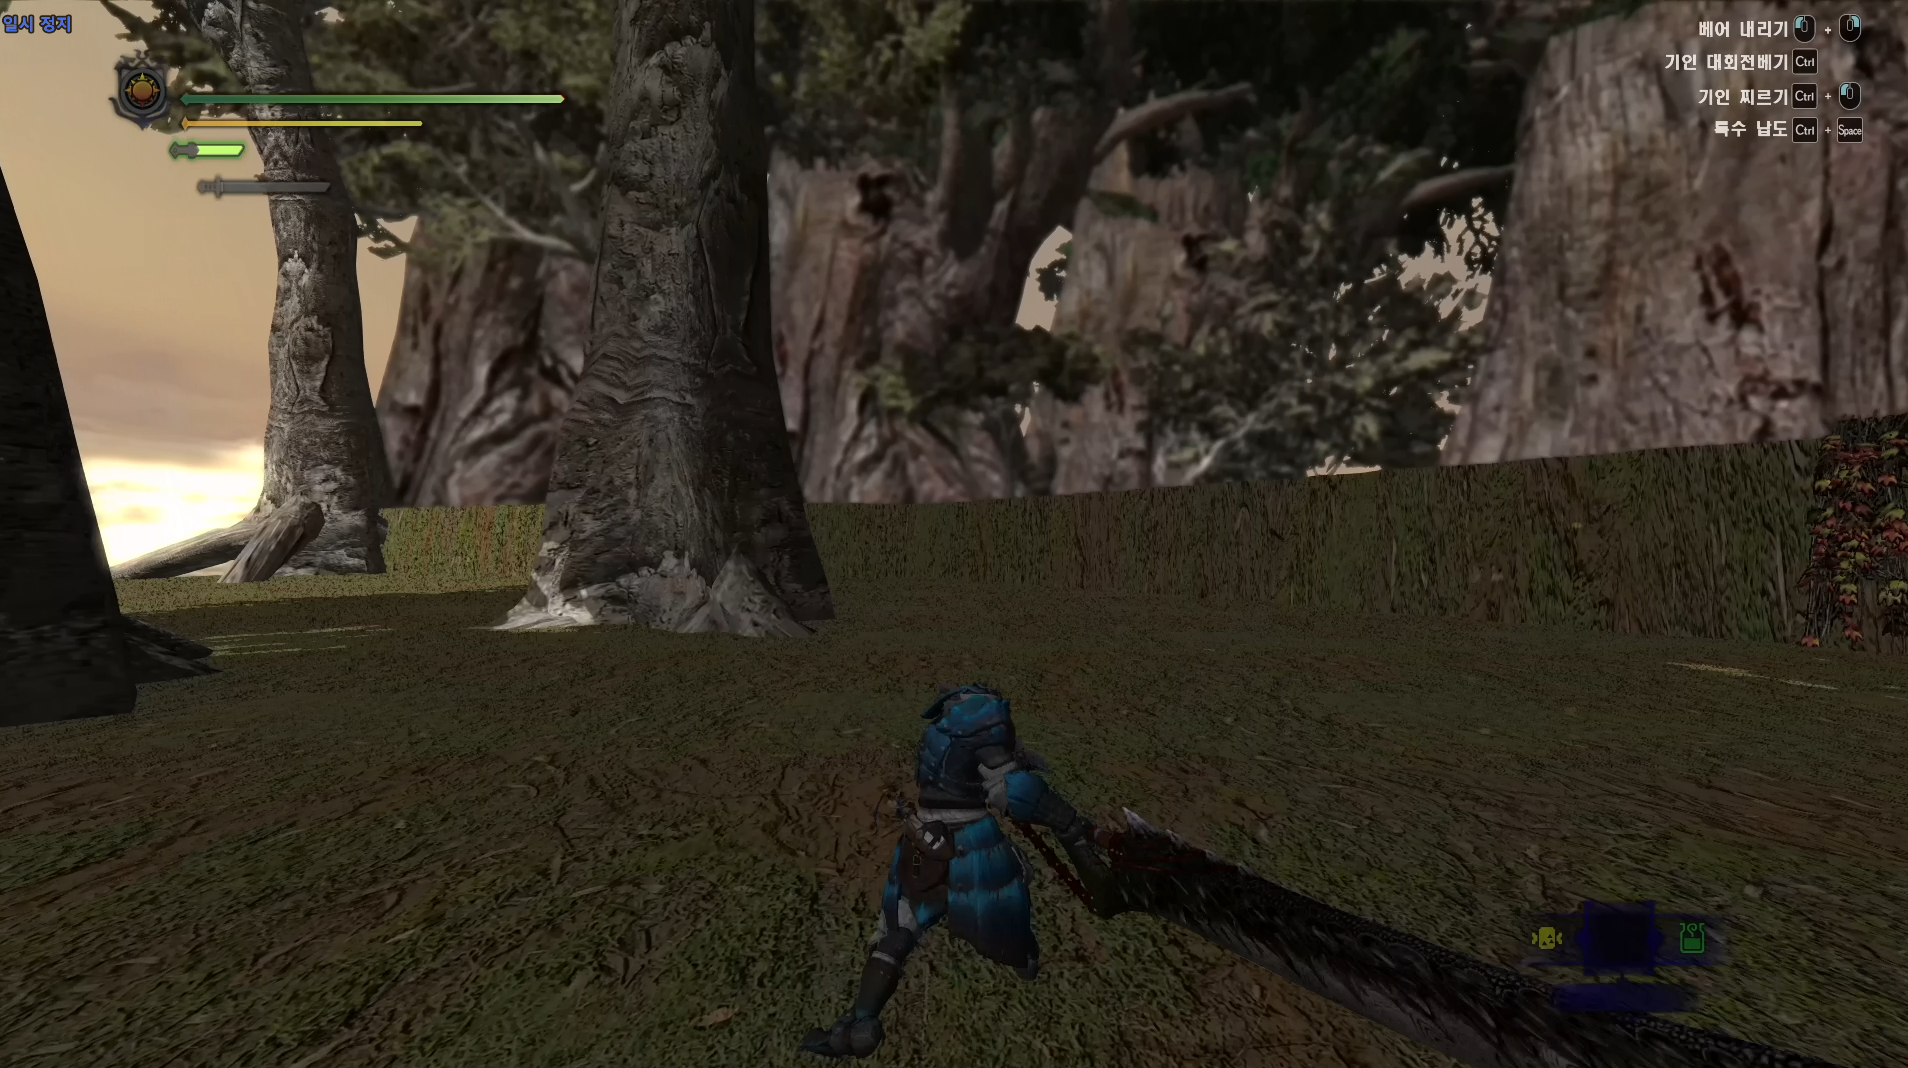 일시 정지
베어 내리기 +
기인 대회전베기 Ctrl
기인 찌르기 Ctrl +
특수 납도 Ctrl + Space